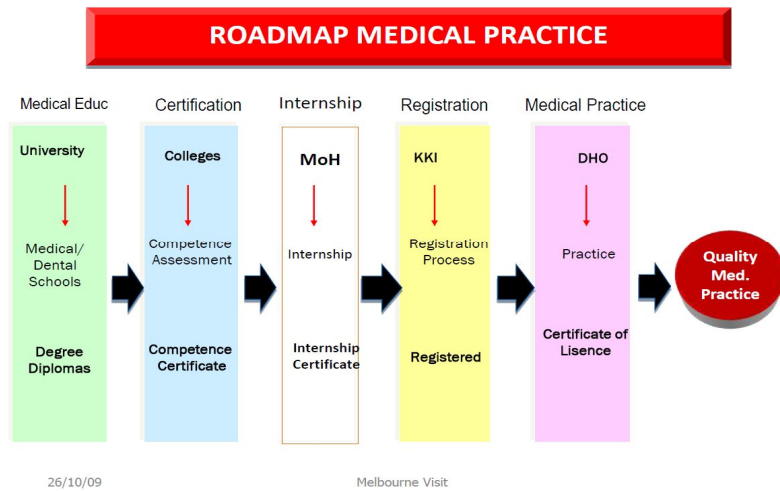 ROADMAP MEDICAL PRACTICE
Medical Educ
University
Medical/
Dental
Schools
Degree
Diplomas
Certification
Colleges
Competence
Assessment
Competence
Certificate
Internship
MoH
Internship
Internship
Certificate
Registration
KKI
Registration
Process
Registered
Medical Practice
DHO
Practice
Certificate of
Lisence
Quality
Med.
Practice
26/10/09
Melbourne Visit